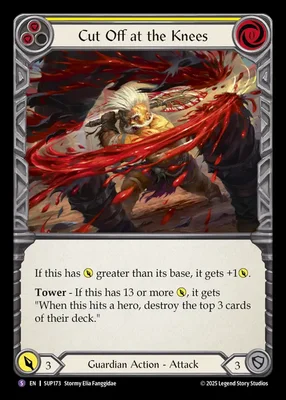 Cut Off at the Knees
If this has greater than its base, it gets +1.
Tower - If this has 13 or more, it gets
"When this hits a hero, destroy the top 3 cards
of their deck."
3
Guardian Action - Attack
3
S EN | SUP173 Stormy Elia Fanggidae
© 2025 Legend Story Studios